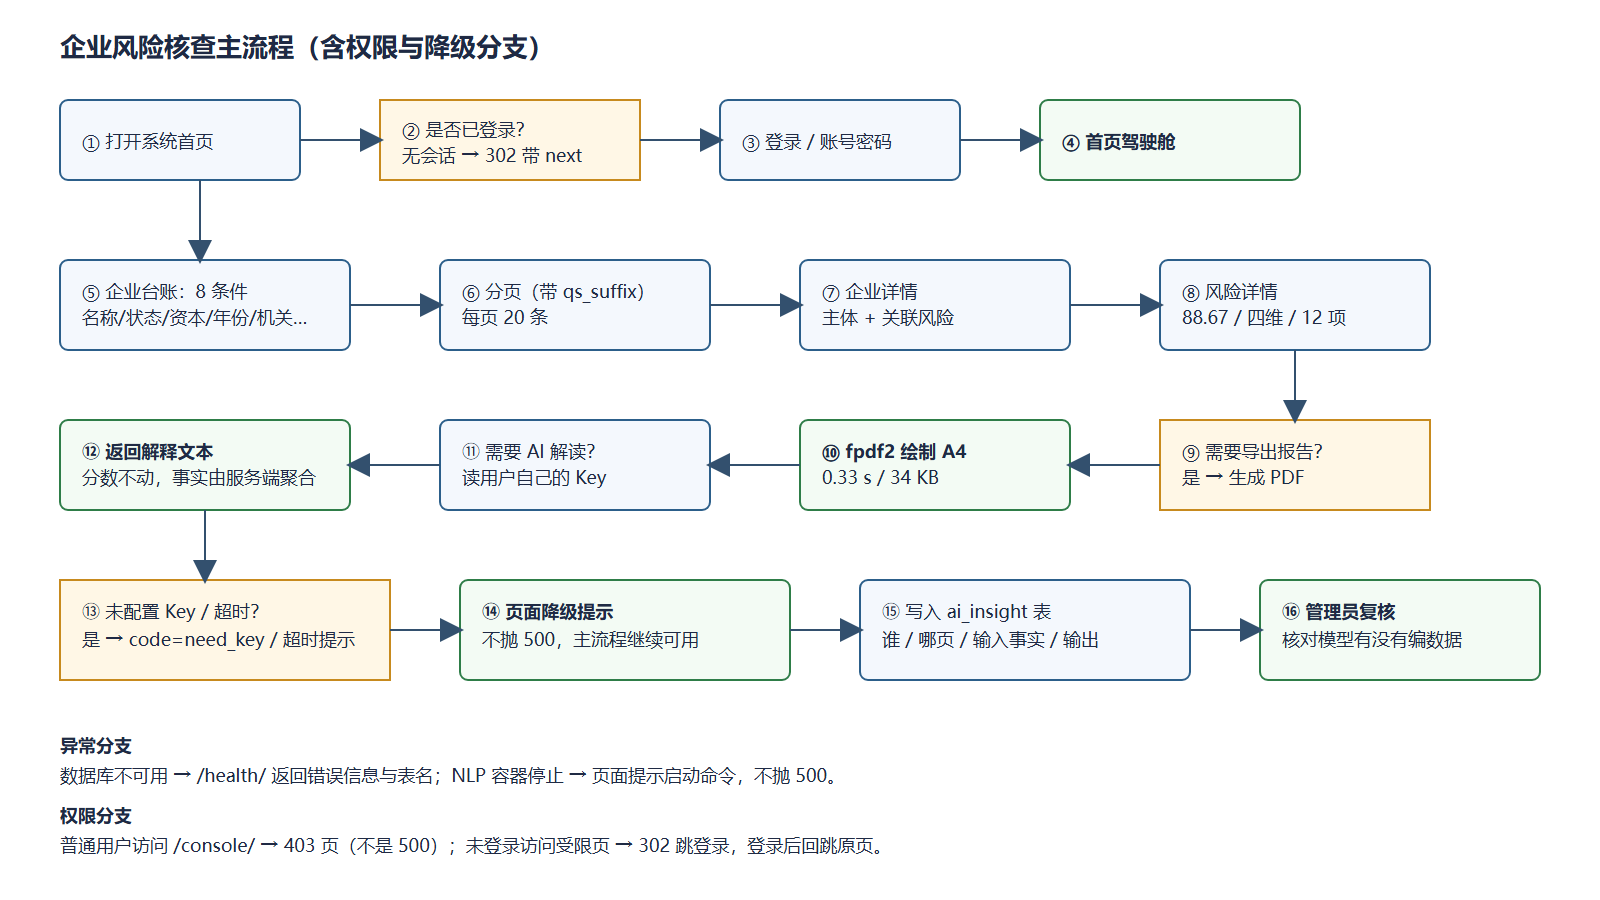 企业风险核查主流程（含权限与降级分支）
① 打开系统首页
② 是否已登录？
无会话 → 302 带 next
③ 登录 / 账号密码
④ 首页驾驶舱
⑤ 企业台账：8 条件
名称/状态/资本/年份/机关...
⑥ 分页（带 qs_suffix）
每页 20 条
⑦ 企业详情
主体 + 关联风险
⑧ 风险详情
88.67 / 四维 / 12 项
⑨ 需要导出报告？
是 → 生成 PDF
⑩ fpdf2 绘制 A4
0.33 s / 34 KB
⑪ 需要 AI 解读？
读用户自己的 Key
⑫ 返回解释文本
分数不动，事实由服务端聚合
⑬ 未配置 Key / 超时？
是 → code=need_key / 超时提示
⑭ 页面降级提示
不抛 500，主流程继续可用
⑮ 写入 ai_insight 表
谁 / 哪页 / 输入事实 / 输出
⑯ 管理员复核
核对模型有没有编数据
异常分支
数据库不可用 → /health/ 返回错误信息与表名；NLP 容器停止 → 页面提示启动命令，不抛 500。
权限分支
普通用户访问 /console/ → 403 页（不是 500）；未登录访问受限页 → 302 跳登录，登录后回跳原页。